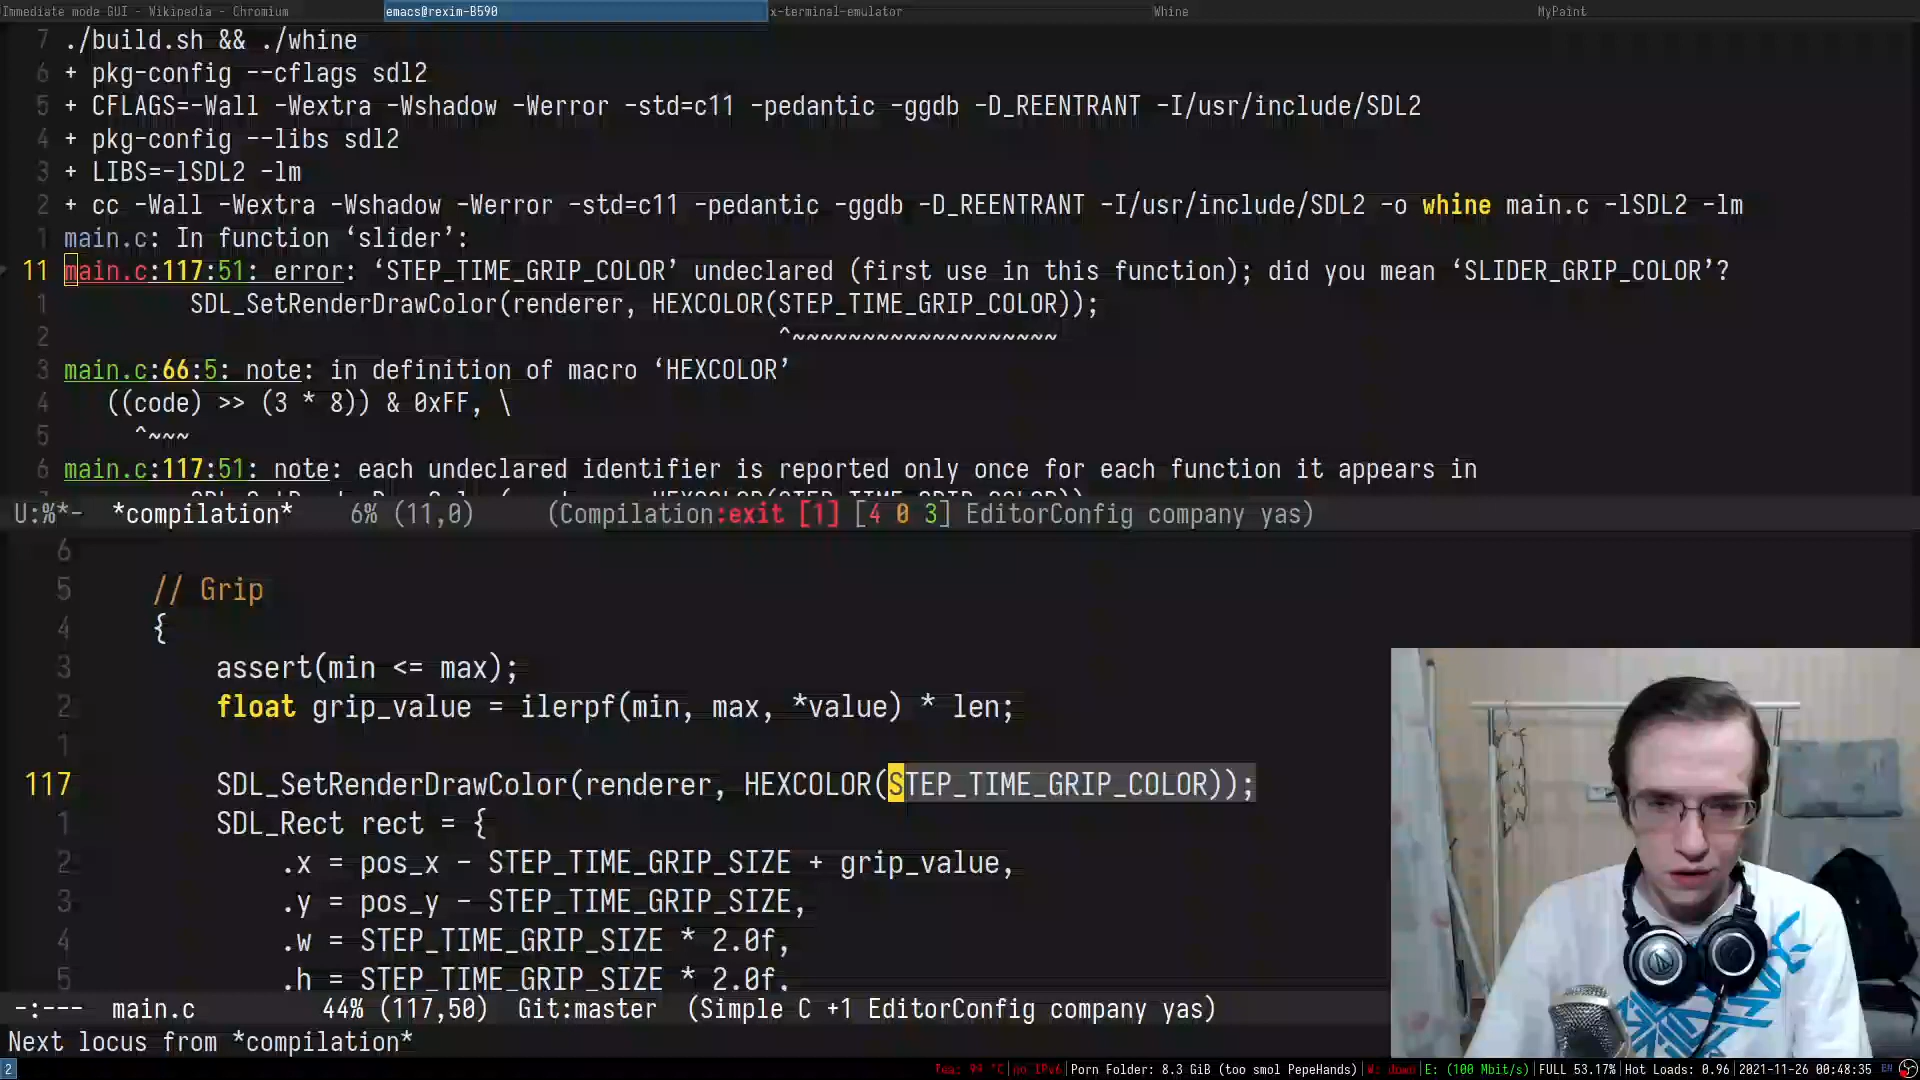 Immediate mode GUI - Wikipedia - Chromium emacs@rexim-B590 x-terminal-emulator Whine MyPaint
7 ./build.sh && ./whine
6 + pkg-config --cflags sdl2
5 + CFLAGS=-Wall -Wextra -Wshadow -Werror -std=c11 -pedantic -ggdb -D_REENTRANT -I/usr/include/SDL2
4 + pkg-config --libs sdl2
3 + LIBS=-lSDL2 -lm
2 + cc -Wall -Wextra -Wshadow -Werror -std=c11 -pedantic -ggdb -D_REENTRANT -I/usr/include/SDL2 -o whine main.c -lSDL2 -lm
1 main.c: In function ‘slider’:
11 main.c:117:51: error: ‘STEP_TIME_GRIP_COLOR’ undeclared (first use in this function); did you mean ‘SLIDER_GRIP_COLOR’?
1 SDL_SetRenderDrawColor(renderer, HEXCOLOR(STEP_TIME_GRIP_COLOR));
2 ^~~~~~~~~~~~~~~~~~~~
3 main.c:66:5: note: in definition of macro ‘HEXCOLOR’
4 ((code) >> (3 * 8)) & 0xFF, \
5 ^~~~
6 main.c:117:51: note: each undeclared identifier is reported only once for each function it appears in
U:%*- *compilation* 6% (11,0) (Compilation:exit [1] [4 0 3] EditorConfig company yas)
6
5 // Grip
4 {
3 assert(min <= max);
2 float grip_value = ilerpf(min, max, *value) * len;
1
117 SDL_SetRenderDrawColor(renderer, HEXCOLOR(STEP_TIME_GRIP_COLOR));
1 SDL_Rect rect = {
2 .x = pos_x - STEP_TIME_GRIP_SIZE + grip_value,
3 .y = pos_y - STEP_TIME_GRIP_SIZE,
4 .w = STEP_TIME_GRIP_SIZE * 2.0f,
5 .h = STEP_TIME_GRIP_SIZE * 2.0f,
-:--- main.c 44% (117,50) Git:master (Simple C +1 EditorConfig company yas)
Next locus from *compilation*
2 Tea: 99 °C|no IPv6|Porn Folder: 8.3 GiB (too smol PepeHands)|W: down|E: (100 Mbit/s)|FULL 53.17%|Hot Loads: 0.96|2021-11-26 00:48:35 EN